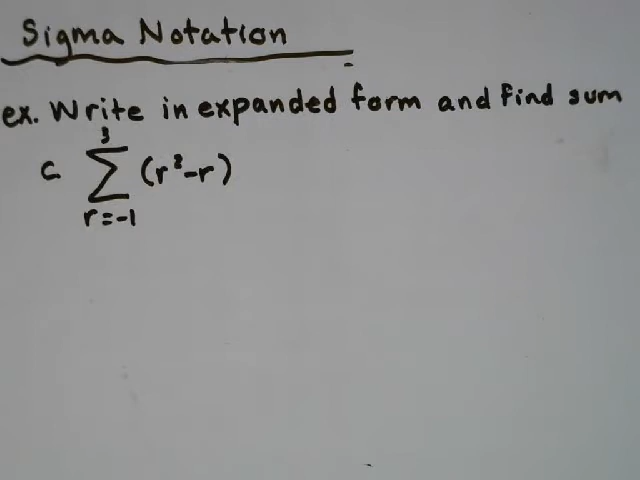 Sigma Notation
ex. Write in expanded form and find sum
3
c ∑ (r²-r)
r=-1